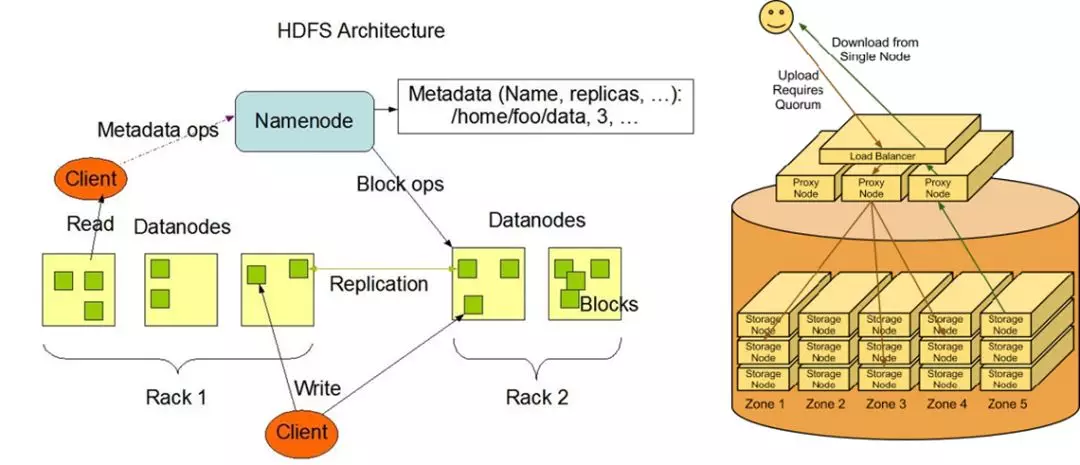 HDFS Architecture
Metadata (Name, replicas, ...):
/home/foo/data, 3, ...
Namenode
Metadata ops
Client
Block ops
Read
Datanodes
Datanodes
Replication
Blocks
Write
Rack 1
Rack 2
Client
Download from
Single Node
Upload
Requires
Quorum
Load Balancer
Proxy
Node
Proxy
Node
Proxy
Node
Storage
Node
Storage
Node
Storage
Node
Storage
Node
Storage
Node
Storage
Node
Storage
Node
Storage
Node
Storage
Node
Storage
Node
Storage
Node
Storage
Node
Storage
Node
Storage
Node
Storage
Node
Zone 1
Zone 2
Zone 3
Zone 4
Zone 5